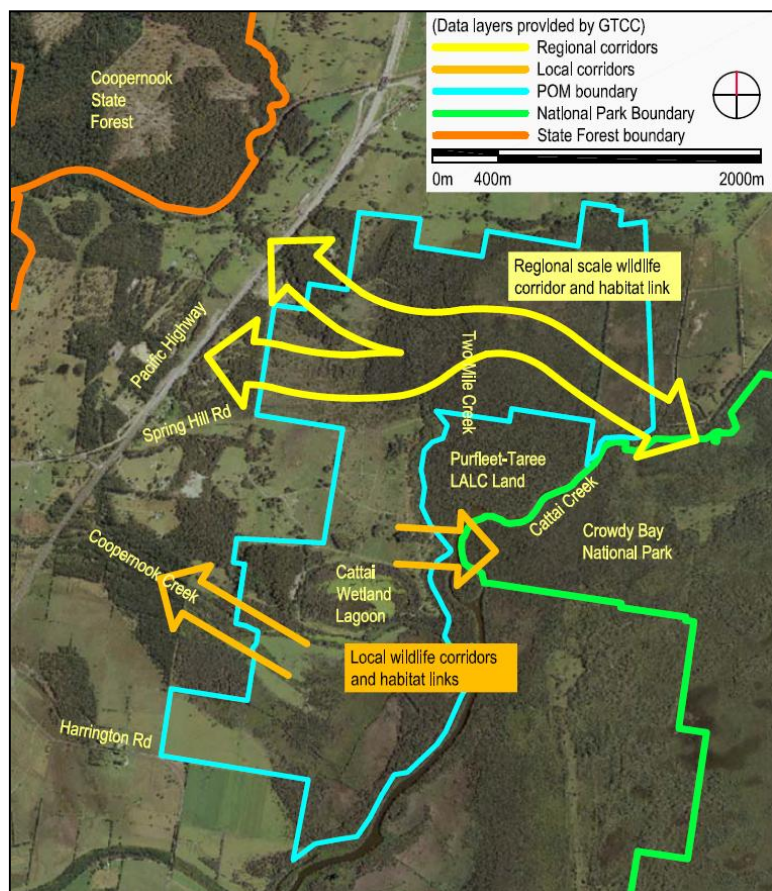 (Data layers provided by GTCC)
Regional corridors
Local corridors
POM boundary
National Park Boundary
State Forest boundary
0m 400m 2000m
Coopernook
State
Forest
Regional scale wildlife
corridor and habitat link
Pacific Highway
Two Mile Creek
Spring Hill Rd
Purfleet-Taree
LALC Land
Cattai Creek
Crowdy Bay
National Park
Coopernook Creek
Cattai
Wetland
Lagoon
Local wildlife corridors
and habitat links
Harrington Rd